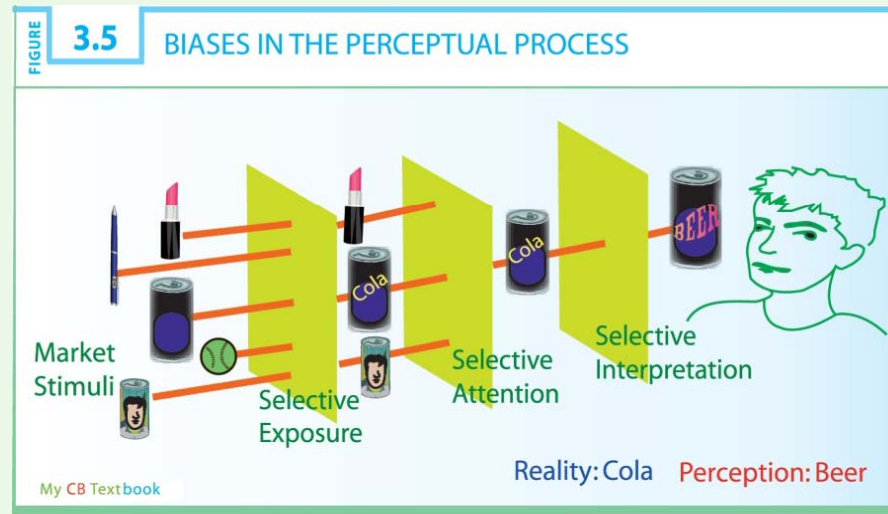 FIGURE
3.5
BIASES IN THE PERCEPTUAL PROCESS
Cola
Cola
BEER
Market
Stimuli
Selective
Exposure
Selective
Attention
Selective
Interpretation
Reality: Cola
Perception: Beer
My CB Textbook